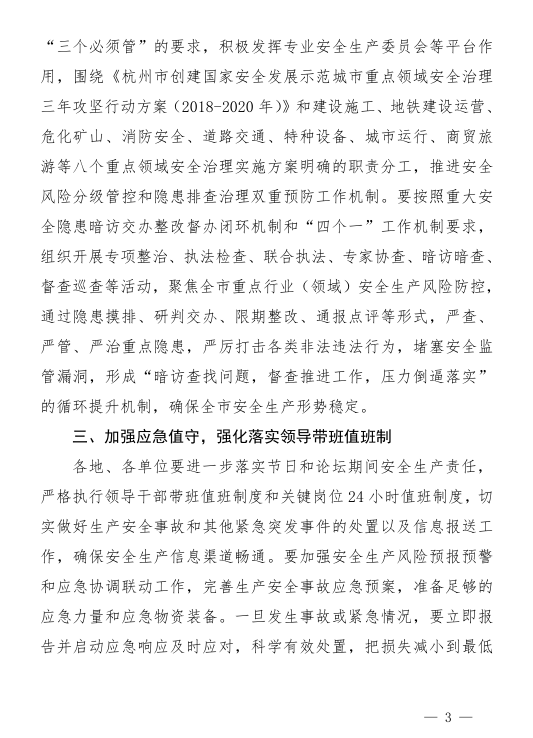 “三个必须管”的要求，积极发挥专业安全生产委员会等平台作
用，围绕《杭州市创建国家安全发展示范城市重点领域安全治理
三年攻坚行动方案（2018-2020 年）》和建设施工、地铁建设运营、
危化矿山、消防安全、道路交通、特种设备、城市运行、商贸旅
游等八个重点领域安全治理实施方案明确的职责分工，推进安全
风险分级管控和隐患排查治理双重预防工作机制。要按照重大安
全隐患暗访交办整改督办闭环机制和“四个一”工作机制要求，
组织开展专项整治、执法检查、联合执法、专家协查、暗访暗查、
督查巡查等活动，聚焦全市重点行业（领域）安全生产风险防控，
通过隐患摸排、研判交办、限期整改、通报点评等形式，严查、
严管、严治重点隐患，严厉打击各类非法违法行为，堵塞安全监
管漏洞，形成“暗访查找问题，督查推进工作，压力倒逼落实”
的循环提升机制，确保全市安全生产形势稳定。
三、加强应急值守，强化落实领导带班值班制
各地、各单位要进一步落实节日和论坛期间安全生产责任，
严格执行领导干部带班值班制度和关键岗位 24 小时值班制度，切
实做好生产安全事故和其他紧急突发事件的处置以及信息报送工
作，确保安全生产信息渠道畅通。要加强安全生产风险预报预警
和应急协调联动工作，完善生产安全事故应急预案，准备足够的
应急力量和应急物资装备。一旦发生事故或紧急情况，要立即报
告并启动应急响应及时应对，科学有效处置，把损失减小到最低
— 3 —